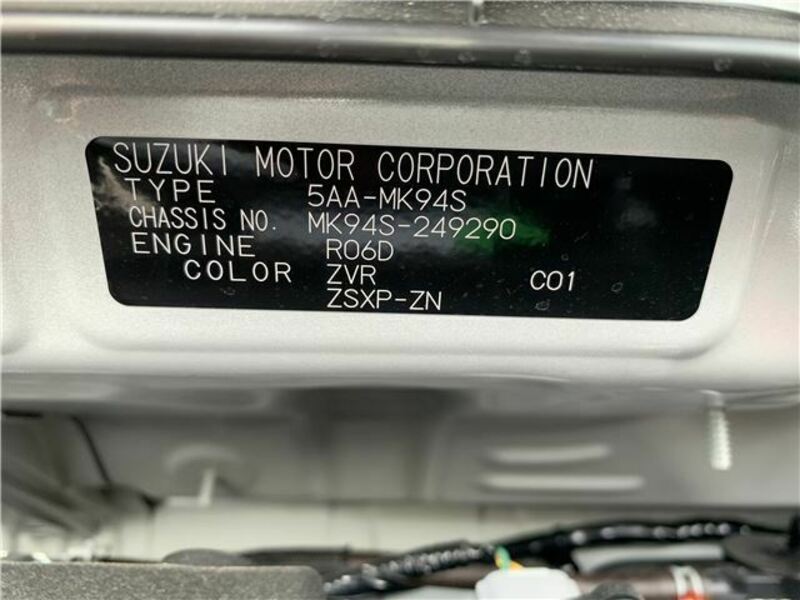 SUZUKI MOTOR CORPORATION
TYPE 5AA-MK94S
CHASSIS NO. MK94S-249290
ENGINE R06D
COLOR ZVR C01
ZSXP-ZN